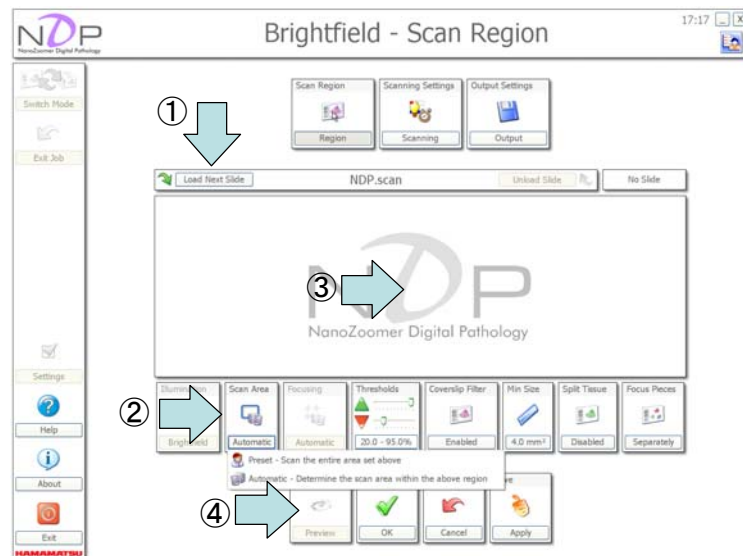 NDP
NanoZoomer Digital Pathology
Brightfield - Scan Region
17:17
Switch Mode
Exit Job
Settings
Help
About
Exit
HAMAMATSU
Scan Region
Region
Scanning Settings
Scanning
Output Settings
Output
①
Load Next Slide
NDP.scan
Unload Slide
No Slide
③
NDP
NanoZoomer Digital Pathology
②
Illumination
Brightfield
Scan Area
Automatic
Focusing
Automatic
Thresholds
20.0 - 95.0%
Coverslip Filter
Enabled
Min Size
4.0 mm²
Split Tissue
Disabled
Focus Pieces
Separately
Preset - Scan the entire area set above
Automatic - Determine the scan area within the above region
④
Preview
OK
Cancel
Apply